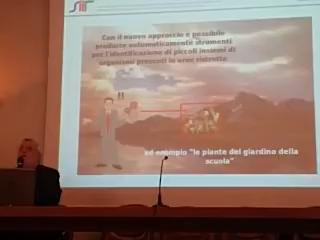 Con il nuovo approccio è possibile
produrre automaticamente strumenti
per l'identificazione di piccoli insiemi di
organismi presenti in aree ristrette
ad esempio "le piante del giardino della
scuola"